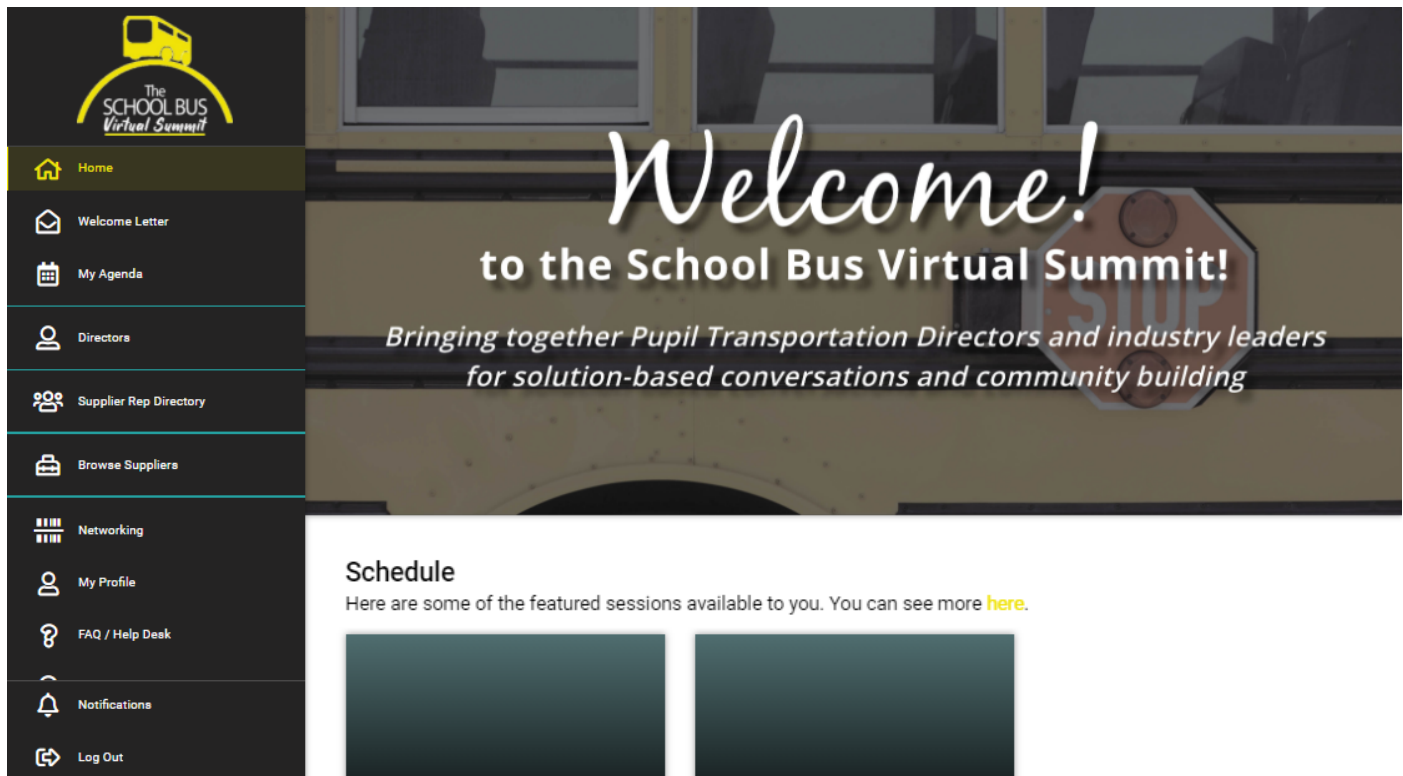 The
SCHOOL BUS
Virtual Summit
Home
Welcome Letter
My Agenda
Directors
Supplier Rep Directory
Browse Suppliers
Networking
My Profile
FAQ / Help Desk
Notifications
Log Out
Welcome!
to the School Bus Virtual Summit!
Bringing together Pupil Transportation Directors and industry leaders
for solution-based conversations and community building
STOP
Schedule
Here are some of the featured sessions available to you. You can see more here.